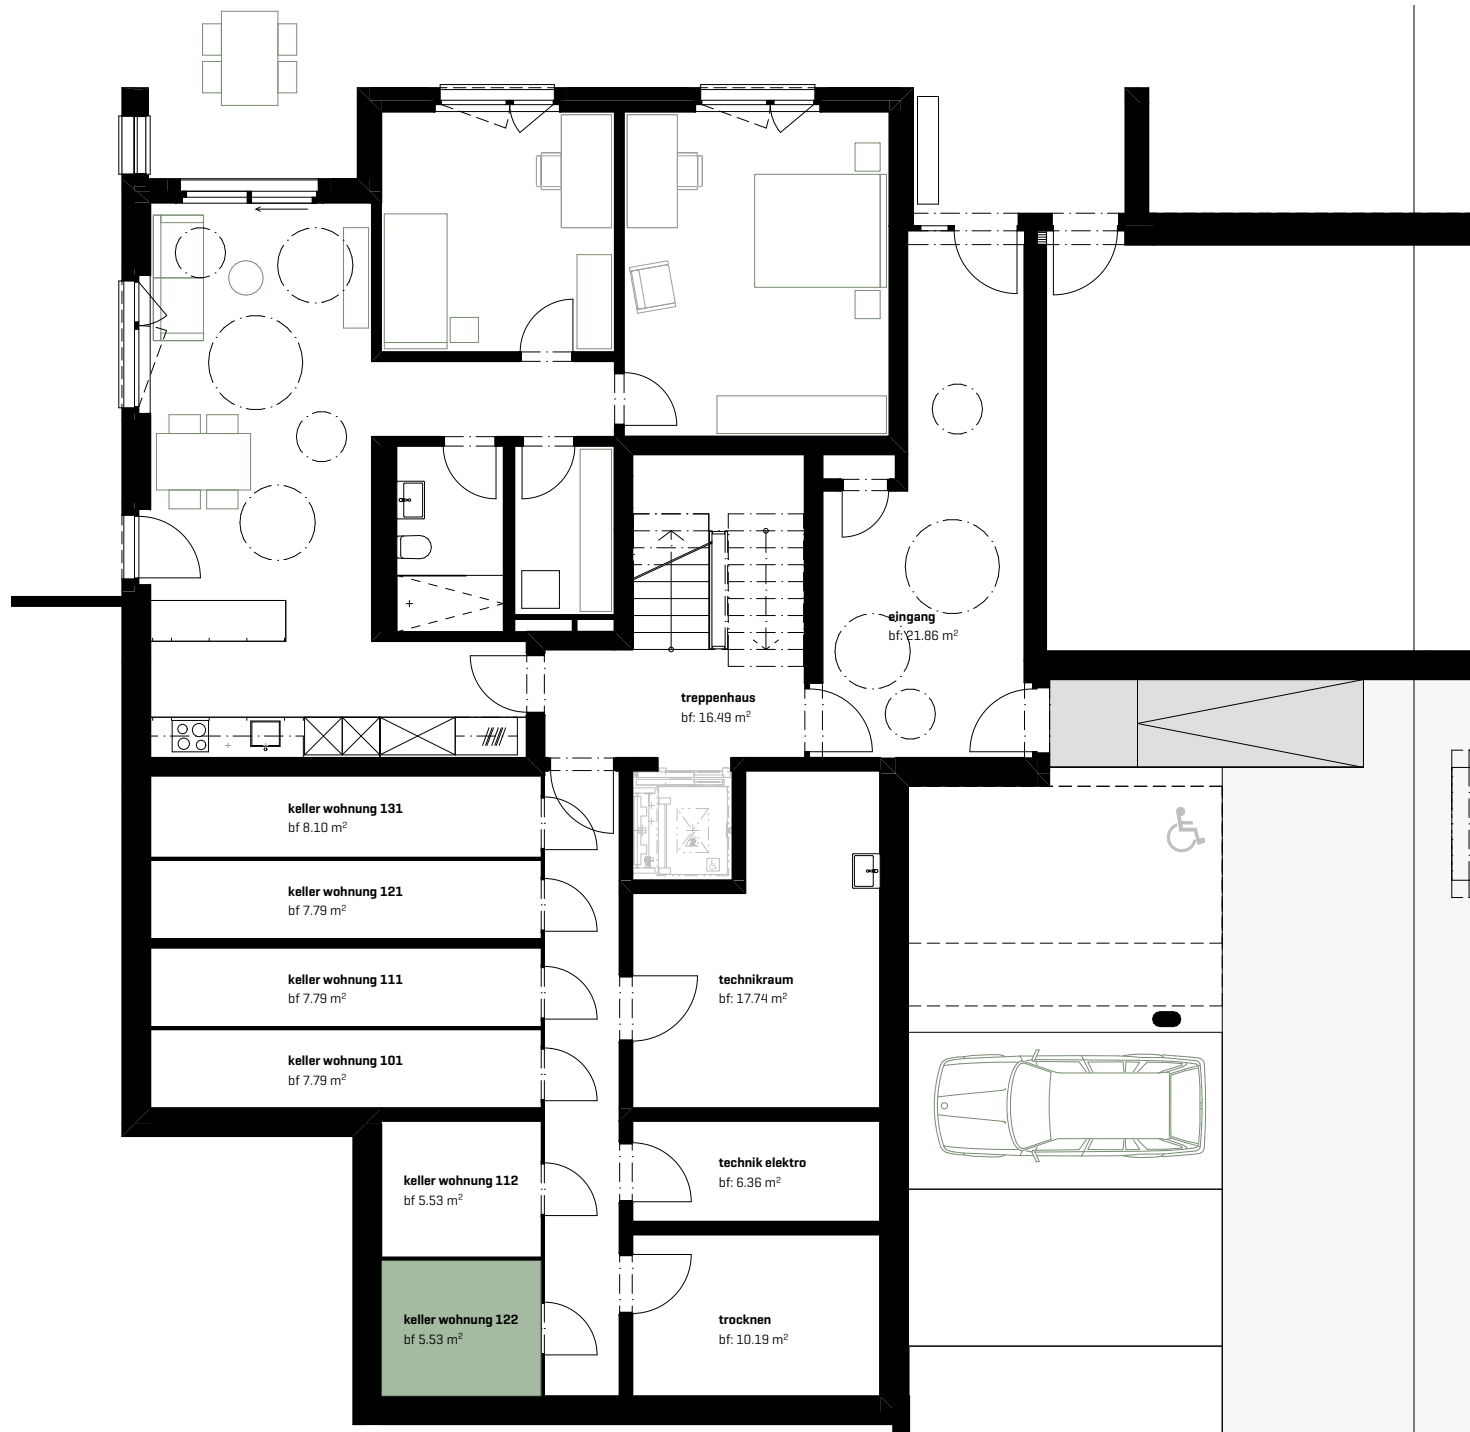 eingang
bf: 21.86 m²
treppenhaus
bf: 16.49 m²
keller wohnung 131
bf 8.10 m²
keller wohnung 121
bf 7.79 m²
keller wohnung 111
bf 7.79 m²
technikraum
bf: 17.74 m²
keller wohnung 101
bf 7.79 m²
keller wohnung 112
bf 5.53 m²
technik elektro
bf: 6.36 m²
keller wohnung 122
bf 5.53 m²
trocknen
bf: 10.19 m²